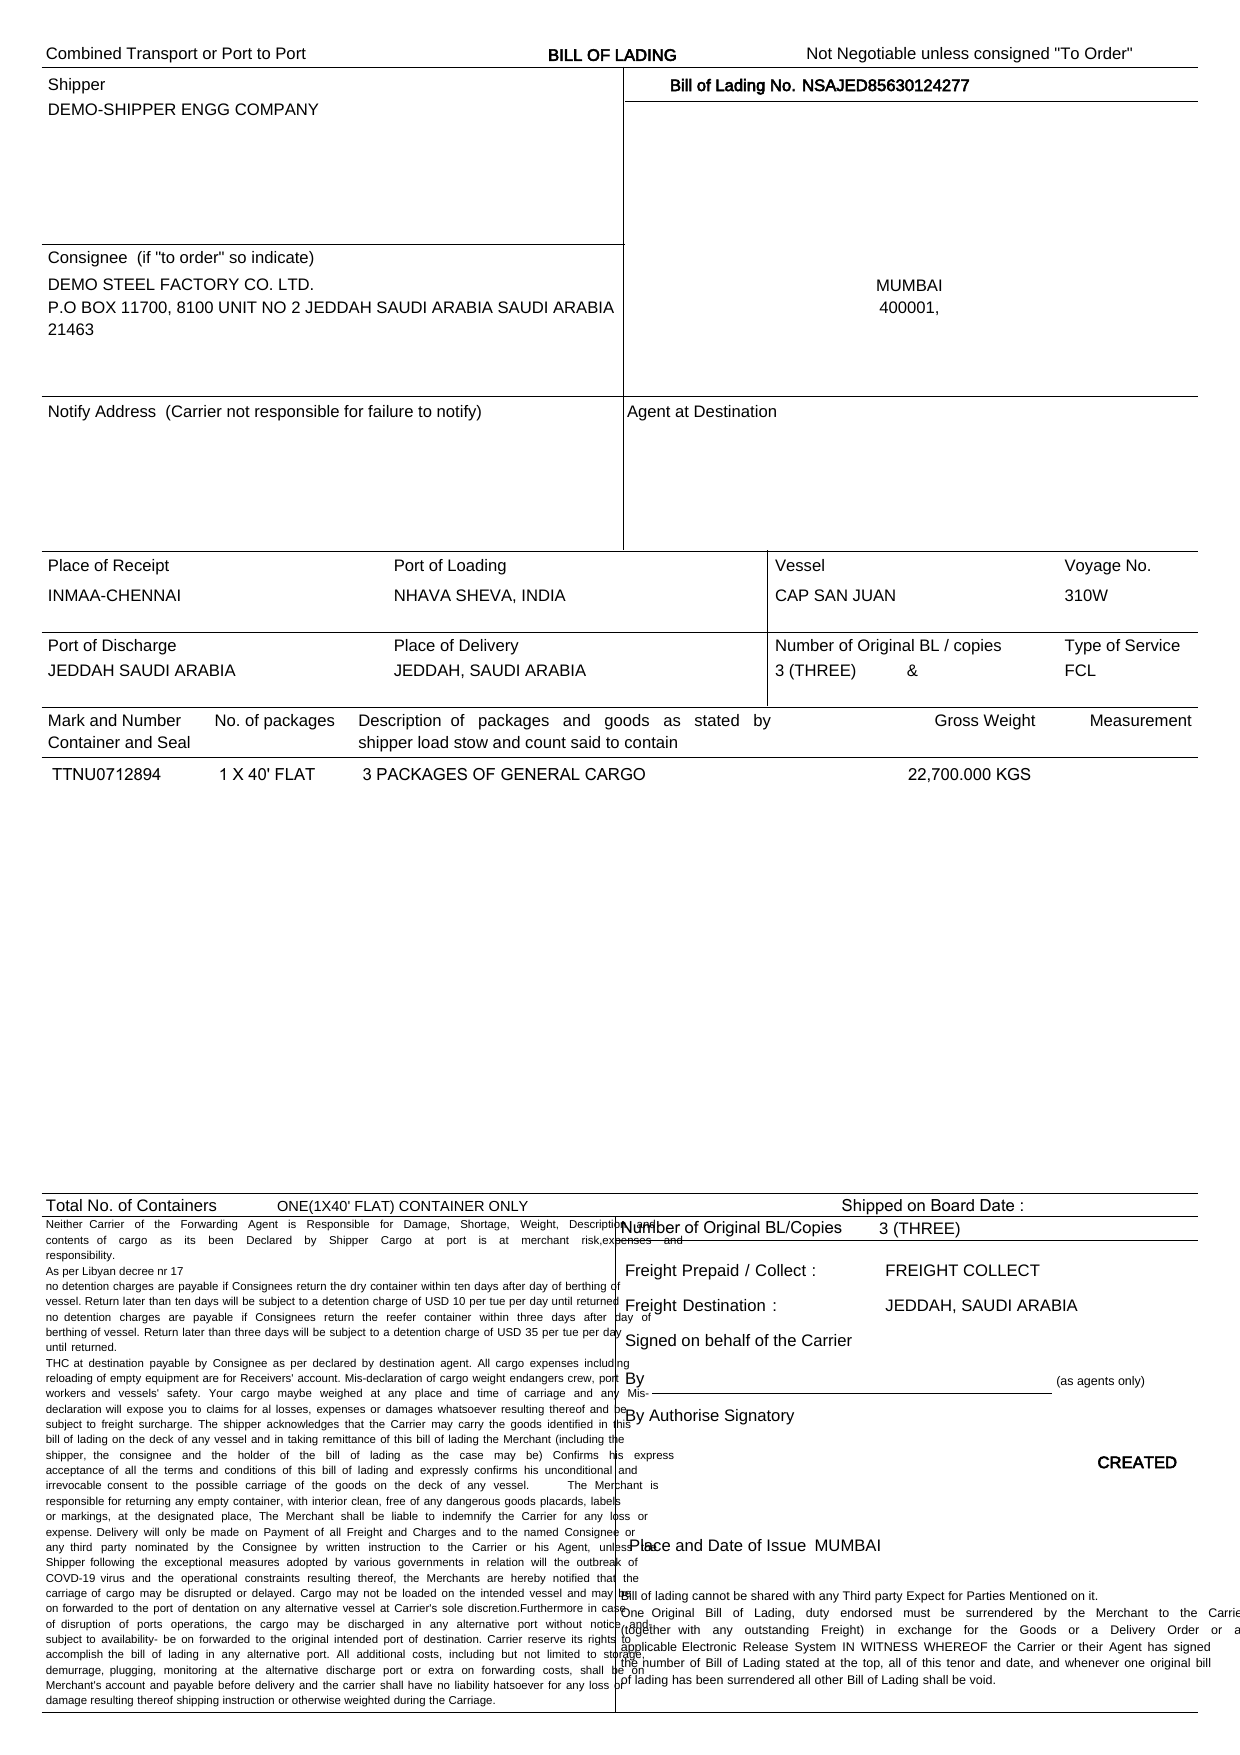 Combined Transport or Port to Port
BILL OF LADING
Not Negotiable unless consigned "To Order"
Shipper
DEMO-SHIPPER ENGG COMPANY
Bill of Lading No. NSAJED85630124277
Consignee (if "to order" so indicate)
DEMO STEEL FACTORY CO. LTD.
P.O BOX 11700, 8100 UNIT NO 2 JEDDAH SAUDI ARABIA SAUDI ARABIA
21463
MUMBAI
400001,
Notify Address (Carrier not responsible for failure to notify)
Agent at Destination
Place of Receipt
Port of Loading
Vessel
Voyage No.
INMAA-CHENNAI
NHAVA SHEVA, INDIA
CAP SAN JUAN
310W
Port of Discharge
Place of Delivery
Number of Original BL / copies
Type of Service
JEDDAH SAUDI ARABIA
JEDDAH, SAUDI ARABIA
3 (THREE) &
FCL
Mark and Number
Container and Seal
No. of packages
Description of packages and goods as stated by
shipper load stow and count said to contain
Gross Weight
Measurement
TTNU0712894
1 X 40' FLAT
3 PACKAGES OF GENERAL CARGO
22,700.000 KGS
Total No. of Containers
ONE(1X40' FLAT) CONTAINER ONLY
Shipped on Board Date :
Neither Carrier of the Forwarding Agent is Responsible for Damage, Shortage, Weight, Description and
contents of cargo as its been Declared by Shipper Cargo at port is at merchant risk,expenses and
responsibility.
As per Libyan decree nr 17
no detention charges are payable if Consignees return the dry container within ten days after day of berthing of
vessel. Return later than ten days will be subject to a detention charge of USD 10 per tue per day until returned
no detention charges are payable if Consignees return the reefer container within three days after day of
berthing of vessel. Return later than three days will be subject to a detention charge of USD 35 per tue per day
until returned.
THC at destination payable by Consignee as per declared by destination agent. All cargo expenses including
reloading of empty equipment are for Receivers' account. Mis-declaration of cargo weight endangers crew, port
workers and vessels' safety. Your cargo maybe weighed at any place and time of carriage and any Mis-
declaration will expose you to claims for al losses, expenses or damages whatsoever resulting thereof and be
subject to freight surcharge. The shipper acknowledges that the Carrier may carry the goods identified in this
bill of lading on the deck of any vessel and in taking remittance of this bill of lading the Merchant (including the
shipper, the consignee and the holder of the bill of lading as the case may be) Confirms his express
acceptance of all the terms and conditions of this bill of lading and expressly confirms his unconditional and
irrevocable consent to the possible carriage of the goods on the deck of any vessel. The Merchant is
responsible for returning any empty container, with interior clean, free of any dangerous goods placards, labels
or markings, at the designated place, The Merchant shall be liable to indemnify the Carrier for any loss or
expense. Delivery will only be made on Payment of all Freight and Charges and to the named Consignee or
any third party nominated by the Consignee by written instruction to the Carrier or his Agent, unless
Shipper following the exceptional measures adopted by various governments in relation will the outbreak of
COVD-19 virus and the operational constraints resulting thereof, the Merchants are hereby notified that the
carriage of cargo may be disrupted or delayed. Cargo may not be loaded on the intended vessel and may be
on forwarded to the port of dentation on any alternative vessel at Carrier's sole discretion.Furthermore in case
of disruption of ports operations, the cargo may be discharged in any alternative port without notice and-
subject to availability- be on forwarded to the original intended port of destination. Carrier reserve its rights to
accomplish the bill of lading in any alternative port. All additional costs, including but not limited to storage,
demurrage, plugging, monitoring at the alternative discharge port or extra on forwarding costs, shall be on
Merchant's account and payable before delivery and the carrier shall have no liability hatsoever for any loss or
damage resulting thereof shipping instruction or otherwise weighted during the Carriage.
Number of Original BL/Copies 3 (THREE)
Freight Prepaid / Collect : FREIGHT COLLECT
Freight Destination : JEDDAH, SAUDI ARABIA
Signed on behalf of the Carrier
By (as agents only)
By Authorise Signatory
CREATED
Place and Date of Issue MUMBAI
Bill of lading cannot be shared with any Third party Expect for Parties Mentioned on it.
One Original Bill of Lading, duty endorsed must be surrendered by the Merchant to the Carrie
(together with any outstanding Freight) in exchange for the Goods or a Delivery Order or a
applicable Electronic Release System IN WITNESS WHEREOF the Carrier or their Agent has signed
the number of Bill of Lading stated at the top, all of this tenor and date, and whenever one original bill
of lading has been surrendered all other Bill of Lading shall be void.